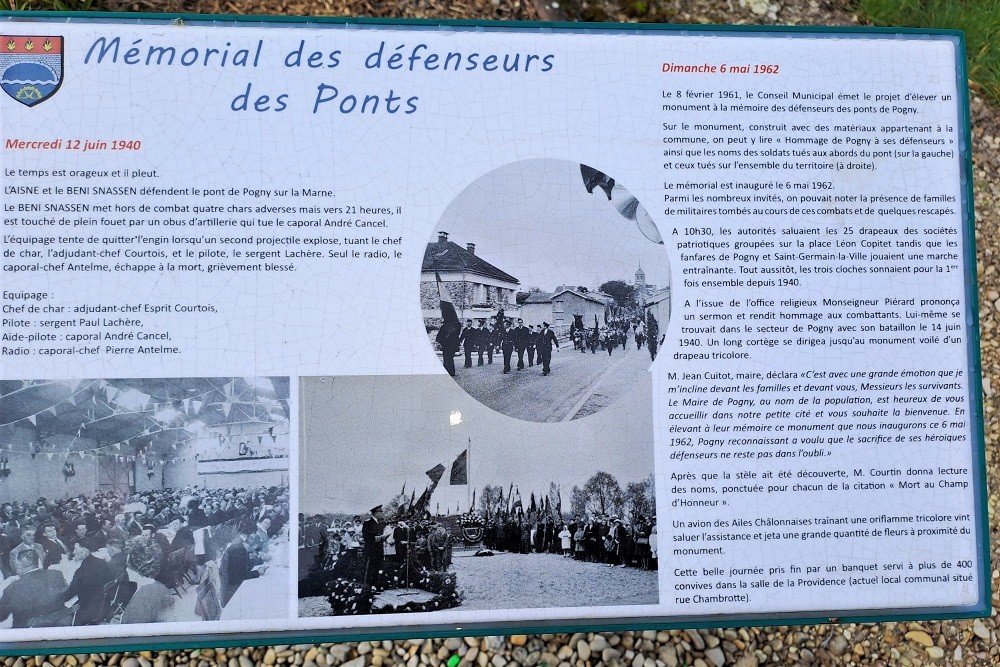 Mémorial des défenseurs
des Ponts
Mercredi 12 juin 1940
Le temps est orageux et il pleut.
L'AISNE et le BENI SNASSEN défendent le pont de Pogny sur la Marne.
Le BENI SNASSEN met hors de combat quatre chars adverses mais vers 21 heures, il
est touché de plein fouet par un obus d'artillerie qui tue le caporal André Cancel.
L'équipage tente de quitter l'engin lorsqu'un second projectile explose, tuant le chef
de char, l'adjudant-chef Courtois, et le pilote, le sergent Lachère. Seul le radio, le
caporal-chef Antelme, échappe à la mort, grièvement blessé.
Equipage :
Chef de char : adjudant-chef Esprit Courtois,
Pilote : sergent Paul Lachère,
Aide-pilote : caporal André Cancel,
Radio : caporal-chef Pierre Antelme.
Dimanche 6 mai 1962
Le 8 février 1961, le Conseil Municipal émet le projet d'élever un
monument à la mémoire des défenseurs des ponts de Pogny.
Sur le monument, construit avec des matériaux appartenant à la
commune, on peut y lire « Hommage de Pogny à ses défenseurs »
ainsi que les noms des soldats tués aux abords du pont (sur la gauche)
et ceux tués sur l'ensemble du territoire (à droite).
Le mémorial est inauguré le 6 mai 1962.
Parmi les nombreux invités, on pouvait noter la présence de familles
de militaires tombés au cours de ces combats et de quelques rescapés.
A 10h30, les autorités saluaient les 25 drapeaux des sociétés
patriotiques groupées sur la place Léon Copitet tandis que les
fanfares de Pogny et Saint-Germain-la-Ville jouaient une marche
entraînante. Tout aussitôt, les trois cloches sonnaient pour la 1ère
fois ensemble depuis 1940.
A l'issue de l'office religieux Monseigneur Piérard prononça
un sermon et rendit hommage aux combattants. Lui-même se
trouvait dans le secteur de Pogny avec son bataillon le 14 juin
1940. Un long cortège se dirigea jusqu'au monument voilé d'un
drapeau tricolore.
M. Jean Cuitot, maire, déclara «C'est avec une grande émotion que je
m'incline devant les familles et devant vous, Messieurs les survivants.
Le Maire de Pogny, au nom de la population, est heureux de vous
accueillir dans notre petite cité et vous souhaite la bienvenue. En
élevant à leur mémoire ce monument que nous inaugurons ce 6 mai
1962, Pogny reconnaissant a voulu que le sacrifice de ses héroïques
défenseurs ne reste pas dans l'oubli.»
Après que la stèle ait été découverte, M. Courtin donna lecture
des noms, ponctuée pour chacun de la citation « Mort au Champ
d'Honneur ».
Un avion des Ailes Châlonnaises traînant une oriflamme tricolore vint
saluer l'assistance et jeta une grande quantité de fleurs à proximité du
monument.
Cette belle journée pris fin par un banquet servi à plus de 400
convives dans la salle de la Providence (actuel local communal situé
rue Chambrotte).